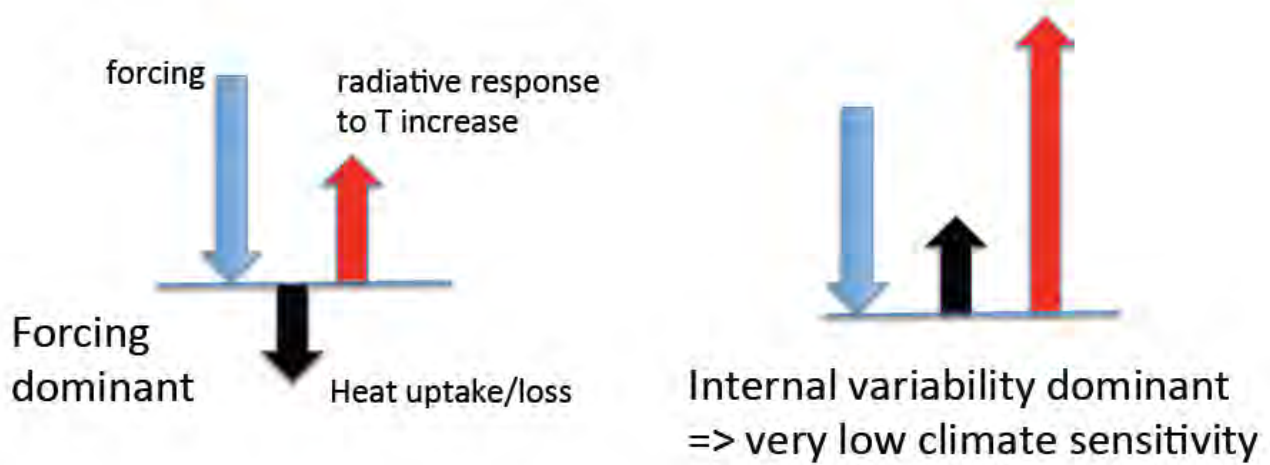 forcing
radiative response
to T increase
Forcing
dominant
Heat uptake/loss
Internal variability dominant
=> very low climate sensitivity